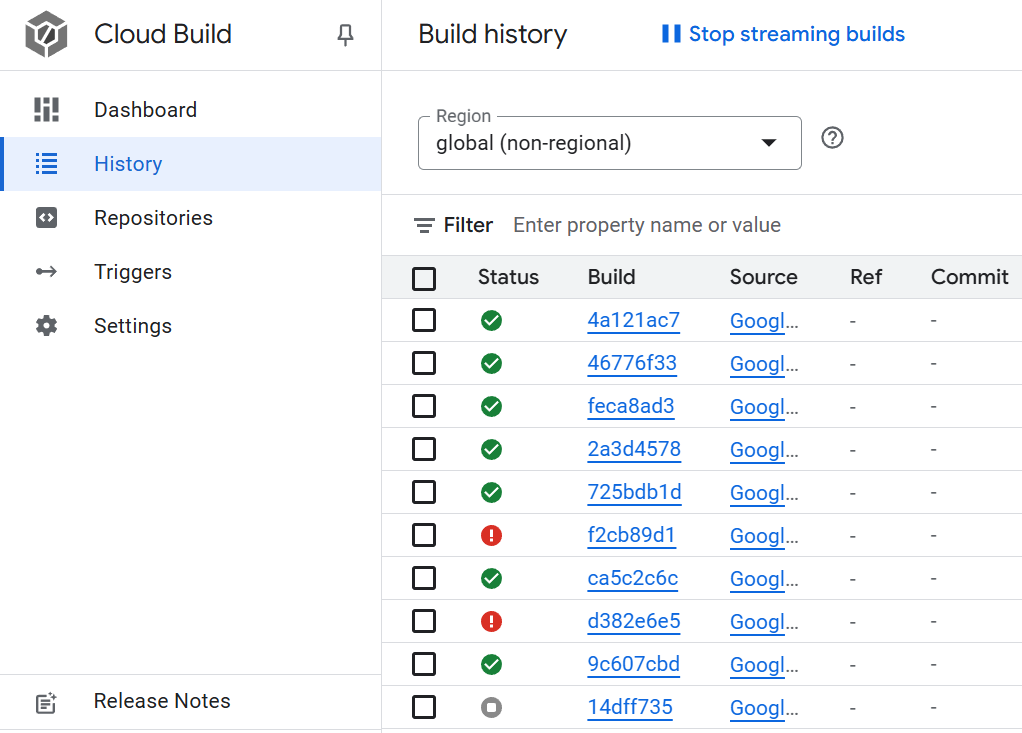 Cloud Build
Build history
Stop streaming builds
Dashboard
History
Repositories
Triggers
Settings
Release Notes
Region
global (non-regional)
Filter Enter property name or value
Status Build Source Ref Commit
4a121ac7 Googl... - -
46776f33 Googl... - -
feca8ad3 Googl... - -
2a3d4578 Googl... - -
725bdb1d Googl... - -
f2cb89d1 Googl... - -
ca5c2c6c Googl... - -
d382e6e5 Googl... - -
9c607cbd Googl... - -
14dff735 Googl... - -